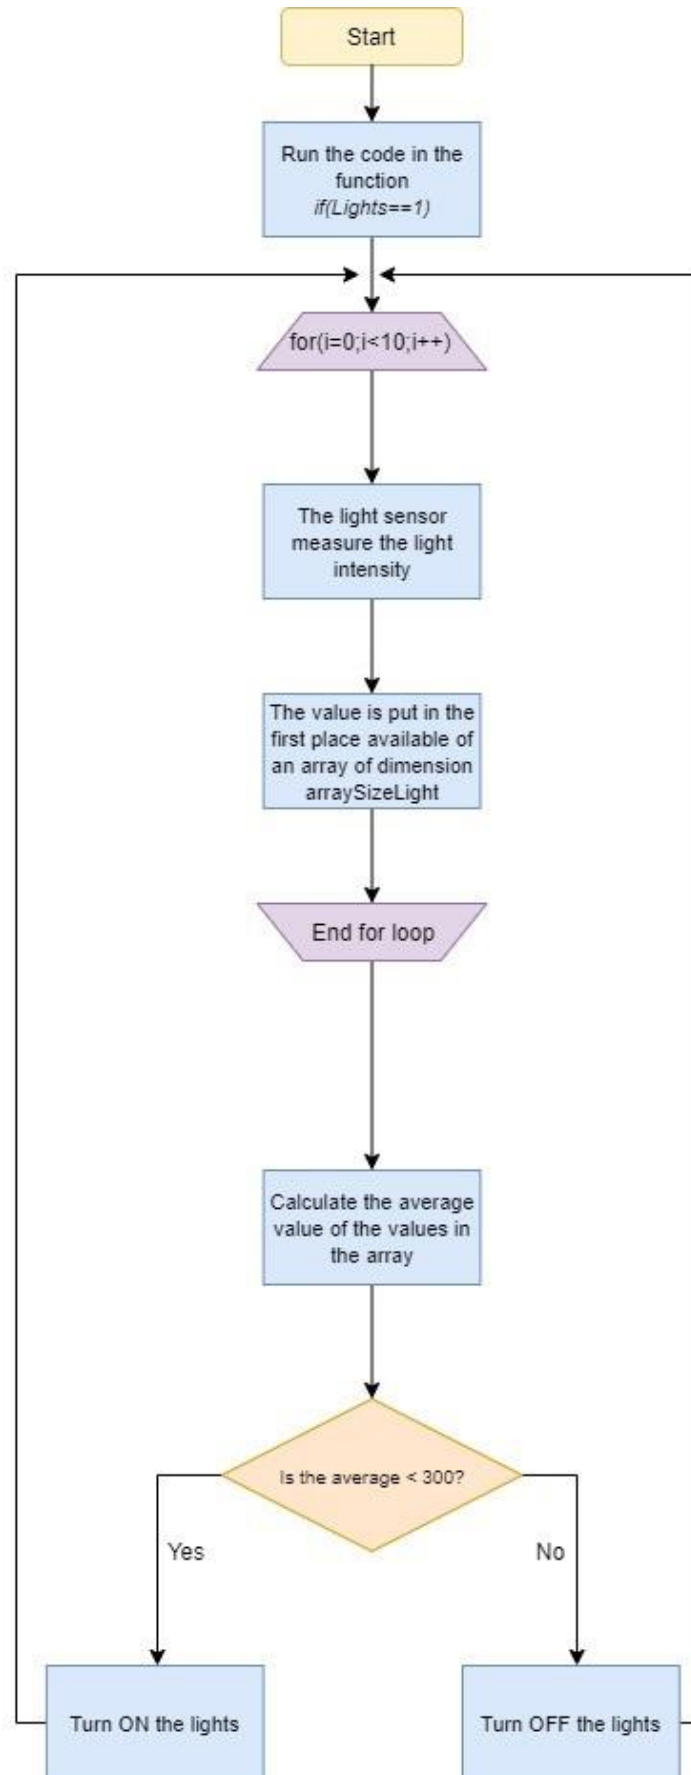 Start
Run the code in the
function
if(Lights==1)
for(i=0;i<10;i++)
The light sensor
measure the light
intensity
The value is put in the
first place available of
an array of dimension
arraySizeLight
End for loop
Calculate the average
value of the values in
the array
Is the average < 300?
Yes
No
Turn ON the lights
Turn OFF the lights